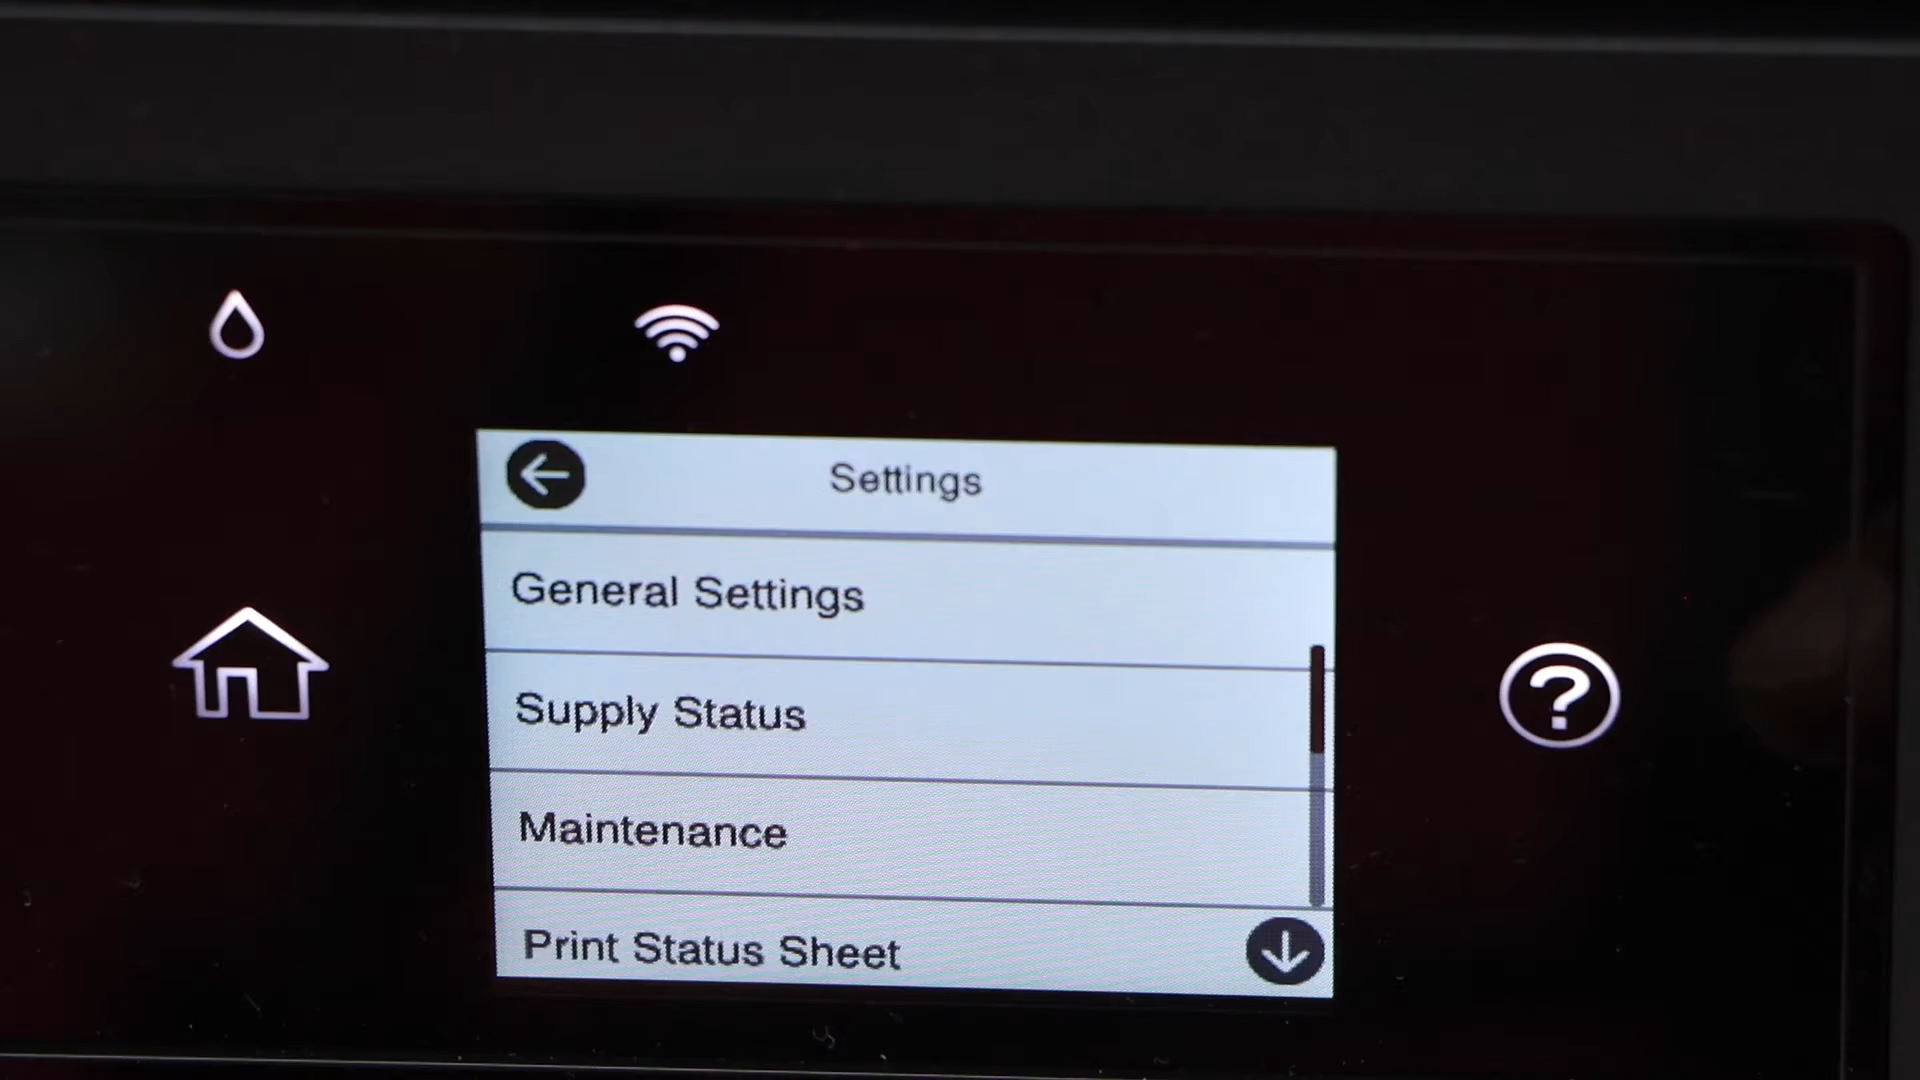 Settings
General Settings
Supply Status
Maintenance
Print Status Sheet